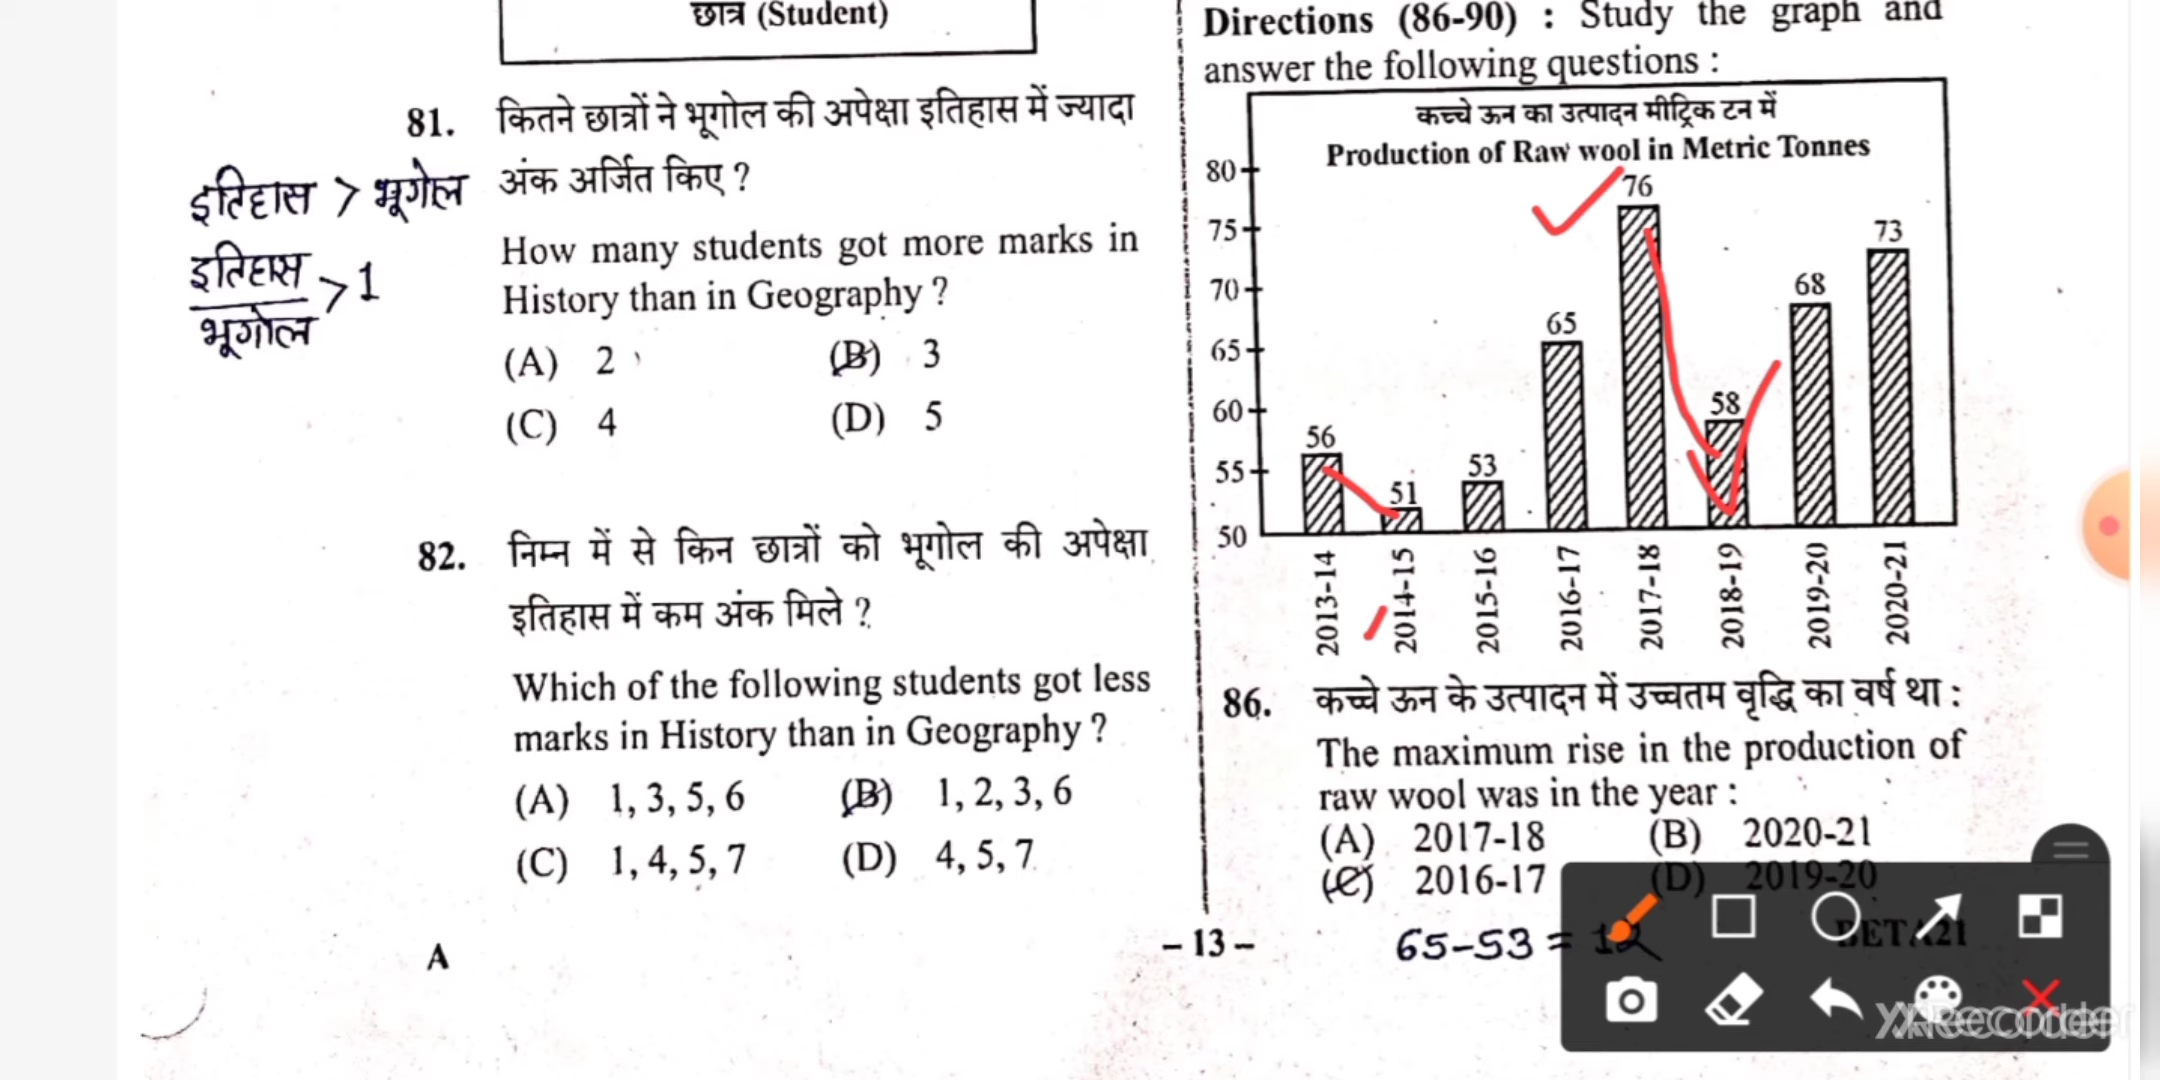 छात्र (Student)
81. कितने छात्रों ने भूगोल की अपेक्षा इतिहास में ज्यादा
अंक अर्जित किए ?
इतिहास > भूगोल
इतिहास
भूगोल
>1
How many students got more marks in
History than in Geography ?
(A) 2
(B) 3
(C) 4
(D) 5
82. निम्न में से किन छात्रों को भूगोल की अपेक्षा
इतिहास में कम अंक मिले ?
Which of the following students got less
marks in History than in Geography ?
(A) 1, 3, 5, 6
(B) 1, 2, 3, 6
(C) 1, 4, 5, 7
(D) 4, 5, 7
A
- 13 -
Directions (86-90) : Study the graph and
answer the following questions :
कच्चे ऊन का उत्पादन मीट्रिक टन में
Production of Raw wool in Metric Tonnes
80
75
70
65
60
55
50
56
51
53
65
76
58
68
73
2013-14
2014-15
2015-16
2016-17
2017-18
2018-19
2019-20
2020-21
86. कच्चे ऊन के उत्पादन में उच्चतम वृद्धि का वर्ष था :
The maximum rise in the production of
raw wool was in the year :
(A) 2017-18
(B) 2020-21
(C) 2016-17
(D) 2019-20
65-53 = 12
BETA21